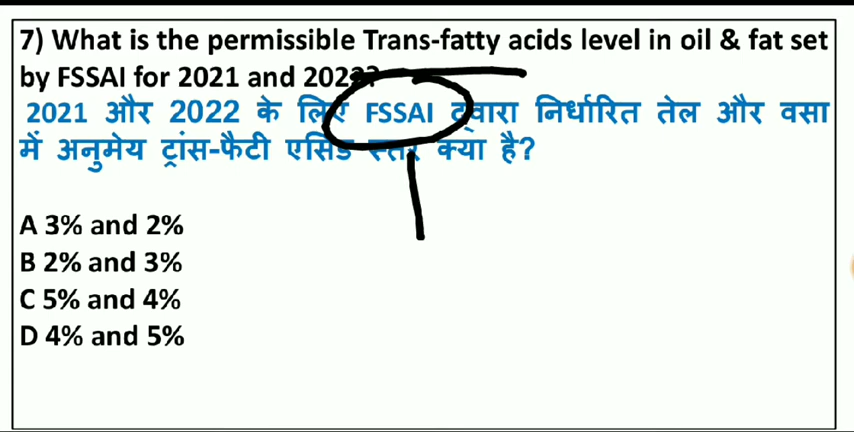 7) What is the permissible Trans-fatty acids level in oil & fat set
by FSSAI for 2021 and 2022?
2021 और 2022 के लिए FSSAI द्वारा निर्धारित तेल और वसा
में अनुमेय ट्रांस-फैटी एसिड स्तर क्या है?
A 3% and 2%
B 2% and 3%
C 5% and 4%
D 4% and 5%